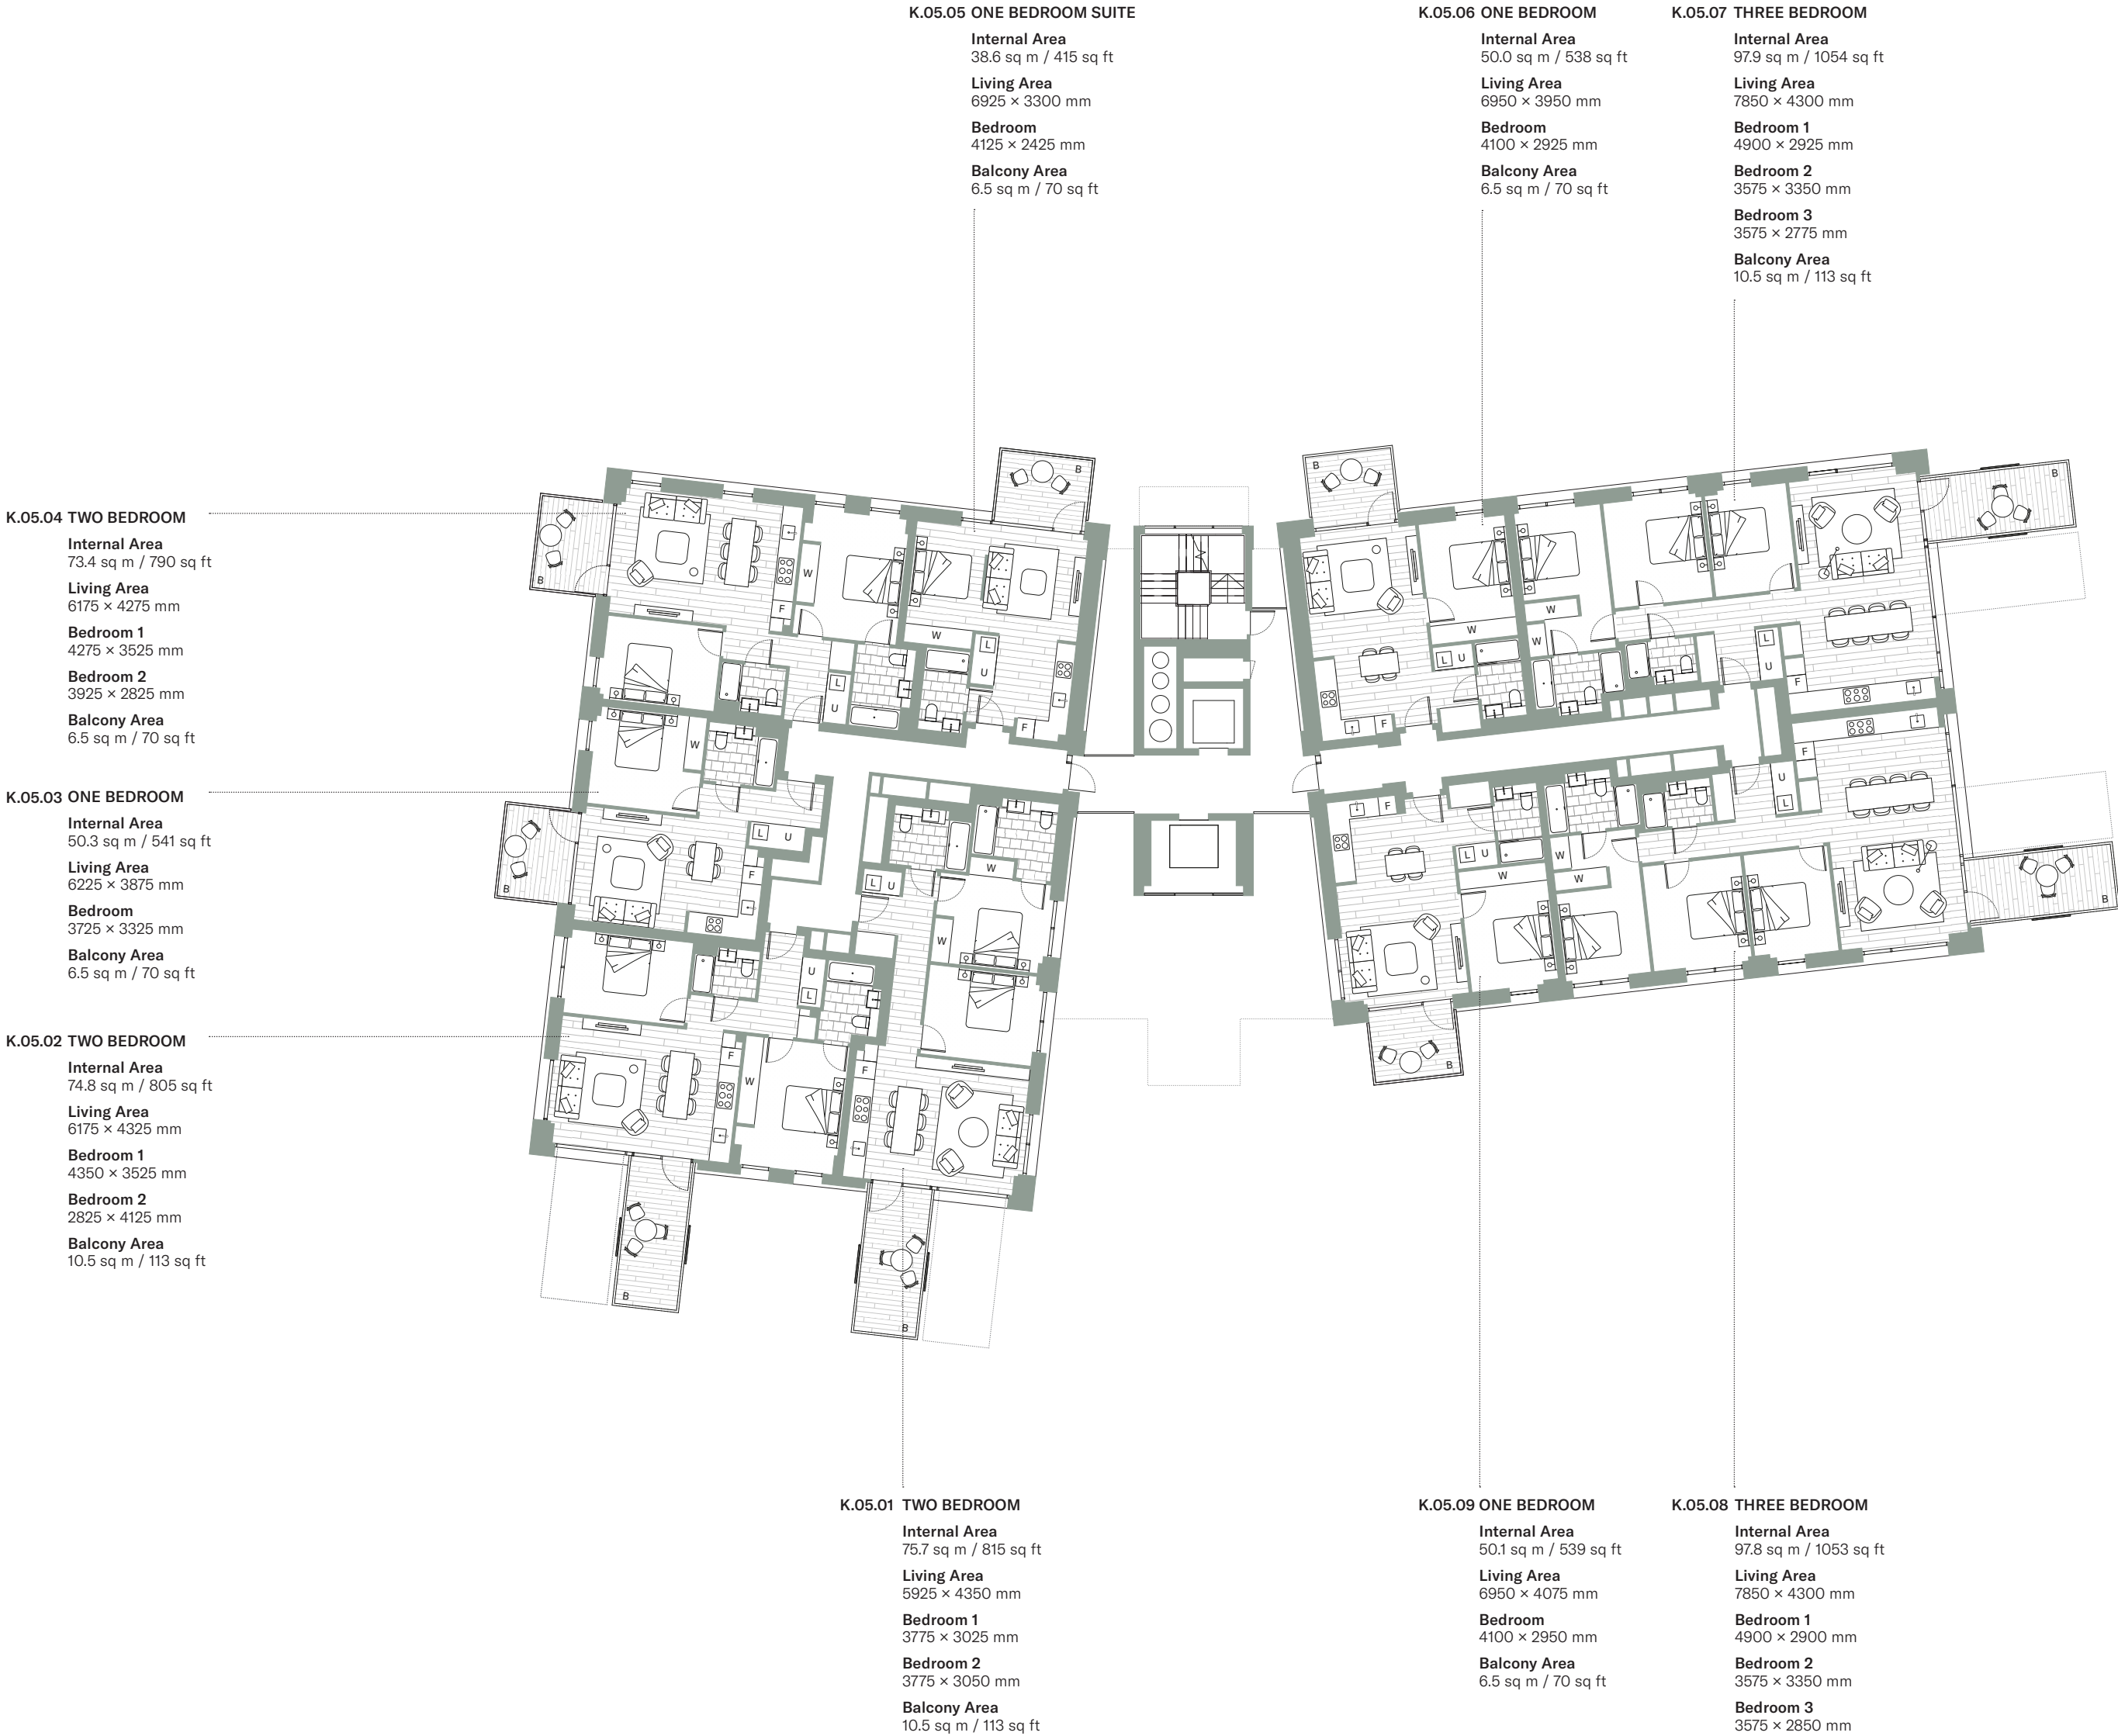 K.05.05 ONE BEDROOM SUITE
Internal Area
38.6 sq m / 415 sq ft
Living Area
6925 × 3300 mm
Bedroom
4125 × 2425 mm
Balcony Area
6.5 sq m / 70 sq ft
K.05.06 ONE BEDROOM
Internal Area
50.0 sq m / 538 sq ft
Living Area
6950 × 3950 mm
Bedroom
4100 × 2925 mm
Balcony Area
6.5 sq m / 70 sq ft
K.05.07 THREE BEDROOM
Internal Area
97.9 sq m / 1054 sq ft
Living Area
7850 × 4300 mm
Bedroom 1
4900 × 2925 mm
Bedroom 2
3575 × 3350 mm
Bedroom 3
3575 × 2775 mm
Balcony Area
10.5 sq m / 113 sq ft
K.05.04 TWO BEDROOM
Internal Area
73.4 sq m / 790 sq ft
Living Area
6175 × 4275 mm
Bedroom 1
4275 × 3525 mm
Bedroom 2
3925 × 2825 mm
Balcony Area
6.5 sq m / 70 sq ft
K.05.03 ONE BEDROOM
Internal Area
50.3 sq m / 541 sq ft
Living Area
6225 × 3875 mm
Bedroom
3725 × 3325 mm
Balcony Area
6.5 sq m / 70 sq ft
K.05.02 TWO BEDROOM
Internal Area
74.8 sq m / 805 sq ft
Living Area
6175 × 4325 mm
Bedroom 1
4350 × 3525 mm
Bedroom 2
2825 × 4125 mm
Balcony Area
10.5 sq m / 113 sq ft
B
W
F
L
U
B
W
L
U
F
B
W
L U
F
W
W
L
U
F
B
W
L U
F
B
L U
W
W
F
B
U
L
F
W
B
F
L U
W
B
W
W
U
L
F
B
K.05.01 TWO BEDROOM
Internal Area
75.7 sq m / 815 sq ft
Living Area
5925 × 4350 mm
Bedroom 1
3775 × 3025 mm
Bedroom 2
3775 × 3050 mm
Balcony Area
10.5 sq m / 113 sq ft
K.05.09 ONE BEDROOM
Internal Area
50.1 sq m / 539 sq ft
Living Area
6950 × 4075 mm
Bedroom
4100 × 2950 mm
Balcony Area
6.5 sq m / 70 sq ft
K.05.08 THREE BEDROOM
Internal Area
97.8 sq m / 1053 sq ft
Living Area
7850 × 4300 mm
Bedroom 1
4900 × 2900 mm
Bedroom 2
3575 × 3350 mm
Bedroom 3
3575 × 2850 mm